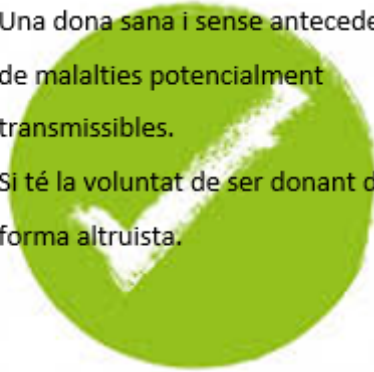 Una dona sana i sense antecede
de malalties potencialment
transmissibles.
Si té la voluntat de ser donant d
forma altruista.